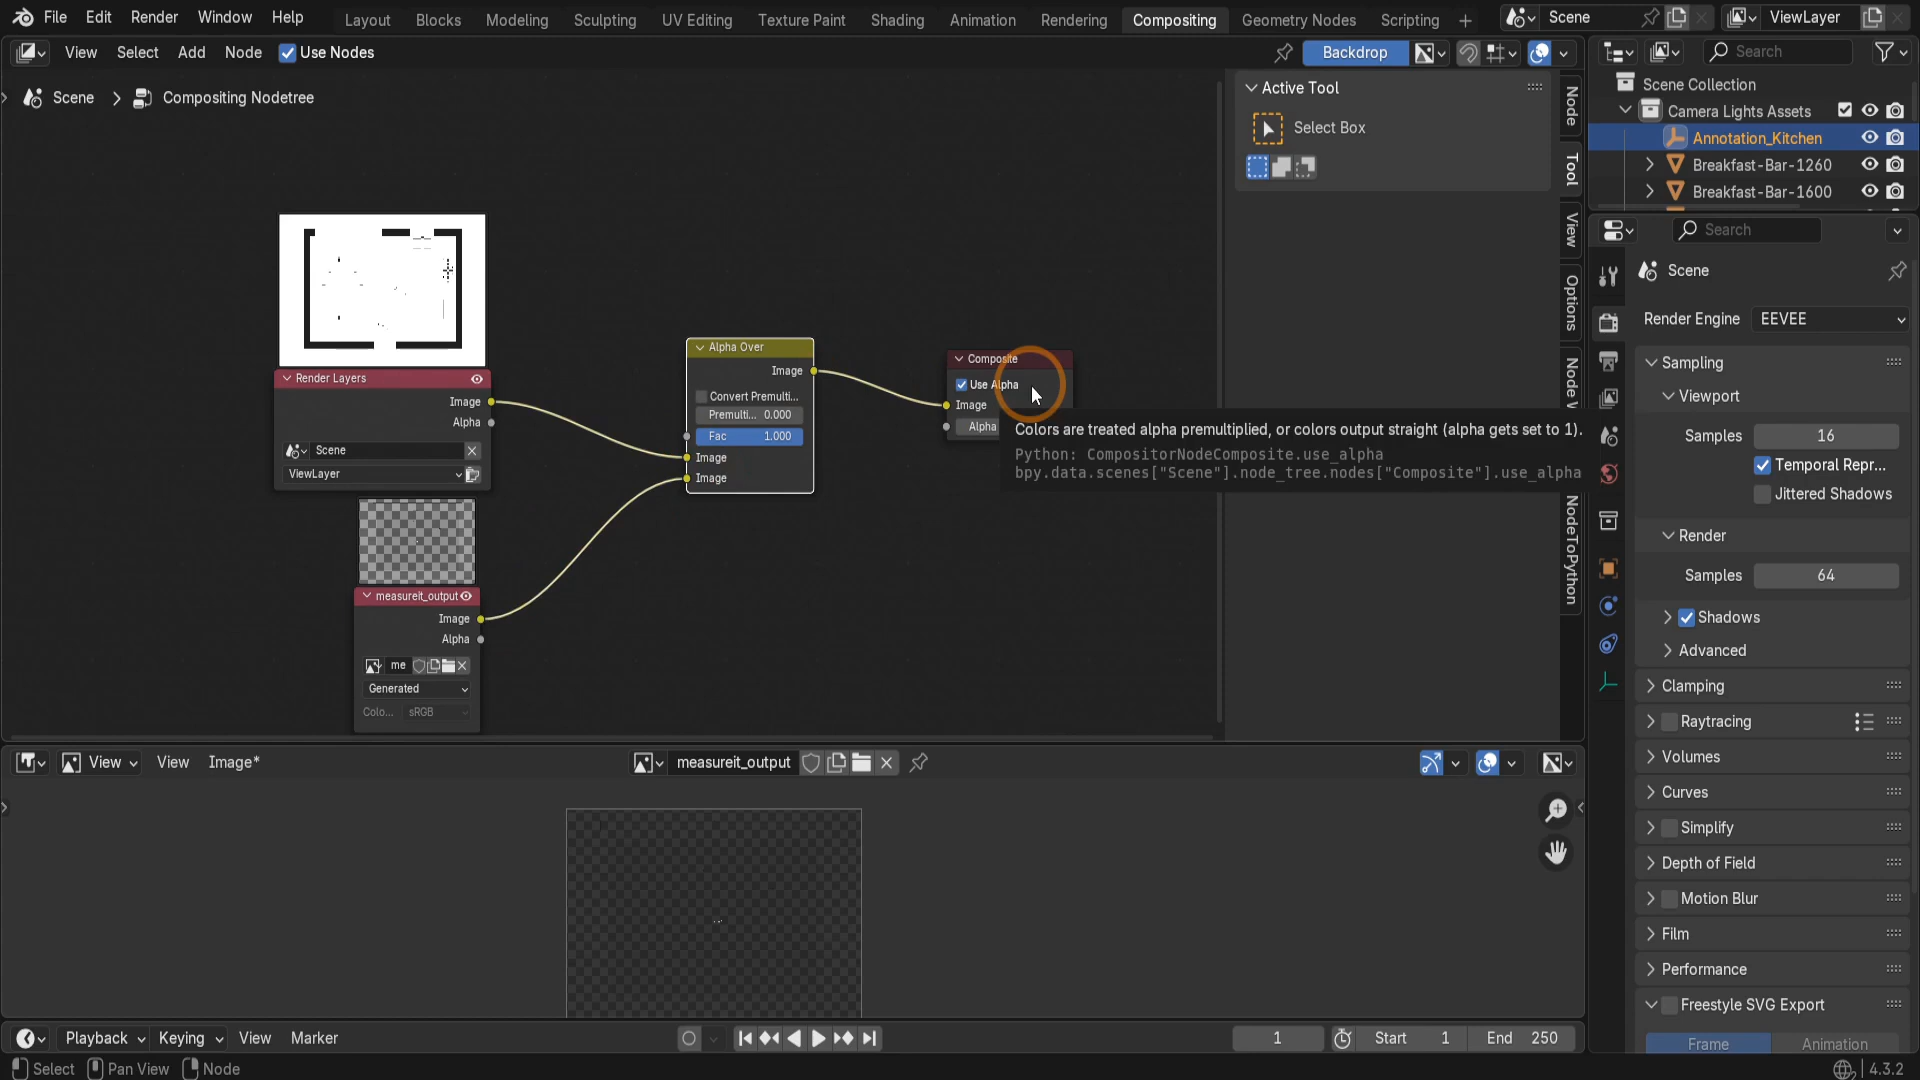 File Edit Render Window Help Layout Blocks Modeling Sculpting UV Editing Texture Paint Shading Animation Rendering Compositing Geometry Nodes Scripting Scene ViewLayer
View Select Add Node Use Nodes Backdrop
Scene > Compositing Nodetree
Active Tool
Select Box
Node
Tool
View
Options
Node W
NodeToPython
Render Layers
Image
Alpha
Scene
ViewLayer
measureit_output
Image
Alpha
me
Generated
Colo... sRGB
Alpha Over
Image
Convert Premulti...
Premulti... 0.000
Fac 1.000
Image
Image
Composite
Use Alpha
Image
Alpha
Colors are treated alpha premultiplied, or colors output straight (alpha gets set to 1).
Python: CompositorNodeComposite.use_alpha
bpy.data.scenes["Scene"].node_tree.nodes["Composite"].use_alpha
Search
Scene Collection
Camera Lights Assets
Annotation_Kitchen
Breakfast-Bar-1260
Breakfast-Bar-1600
Search
Scene
Render Engine EEVEE
Sampling
Viewport
Samples 16
Temporal Repr...
Jittered Shadows
Render
Samples 64
Shadows
Advanced
Clamping
Raytracing
Volumes
Curves
Simplify
Depth of Field
Motion Blur
Film
Performance
Freestyle SVG Export
Frame Animation
View View Image* measureit_output
Playback Keying View Marker 1 Start 1 End 250
Select Pan View Node 4.3.2